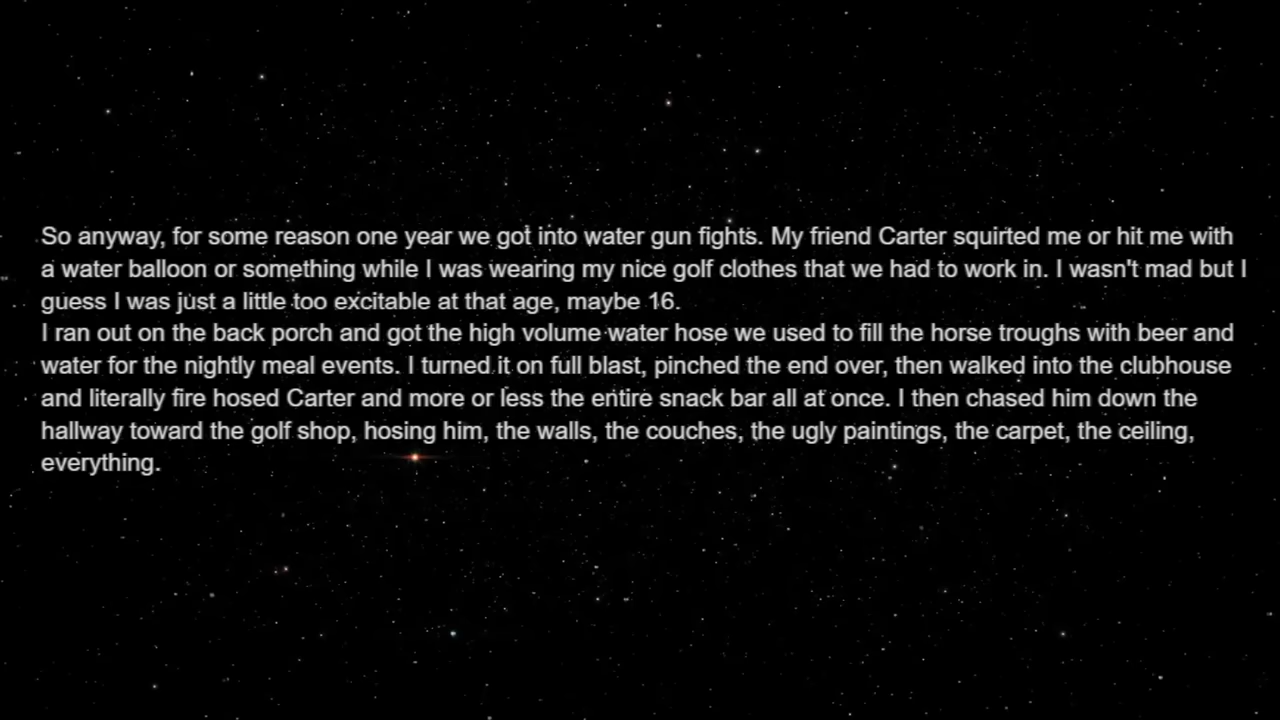 So anyway, for some reason one year we got into water gun fights. My friend Carter squirted me or hit me with
a water balloon or something while I was wearing my nice golf clothes that we had to work in. I wasn't mad but I
guess I was just a little too excitable at that age, maybe 16.
I ran out on the back porch and got the high volume water hose we used to fill the horse troughs with beer and
water for the nightly meal events. I turned it on full blast, pinched the end over, then walked into the clubhouse
and literally fire hosed Carter and more or less the entire snack bar all at once. I then chased him down the
hallway toward the golf shop, hosing him, the walls, the couches, the ugly paintings, the carpet, the ceiling,
everything.